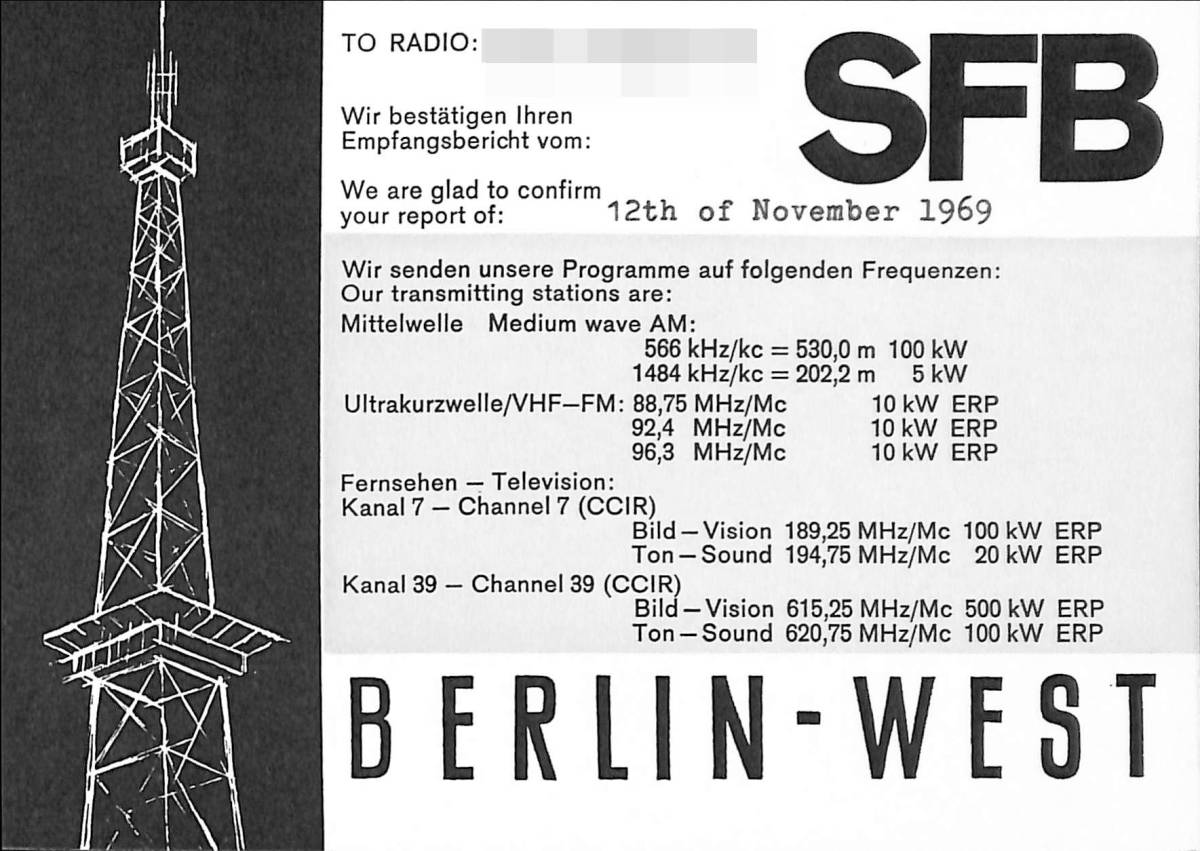 TO RADIO:
SFB
Wir bestätigen Ihren
Empfangsbericht vom:
We are glad to confirm
your report of: 12th of November 1969
Wir senden unsere Programme auf folgenden Frequenzen:
Our transmitting stations are:
Mittelwelle Medium wave AM:
566 kHz/kc = 530,0 m 100 kW
1484 kHz/kc = 202,2 m 5 kW
Ultrakurzwelle/VHF–FM: 88,75 MHz/Mc 10 kW ERP
92,4 MHz/Mc 10 kW ERP
96,3 MHz/Mc 10 kW ERP
Fernsehen – Television:
Kanal 7 – Channel 7 (CCIR)
Bild – Vision 189,25 MHz/Mc 100 kW ERP
Ton – Sound 194,75 MHz/Mc 20 kW ERP
Kanal 39 – Channel 39 (CCIR)
Bild – Vision 615,25 MHz/Mc 500 kW ERP
Ton – Sound 620,75 MHz/Mc 100 kW ERP
BERLIN-WEST